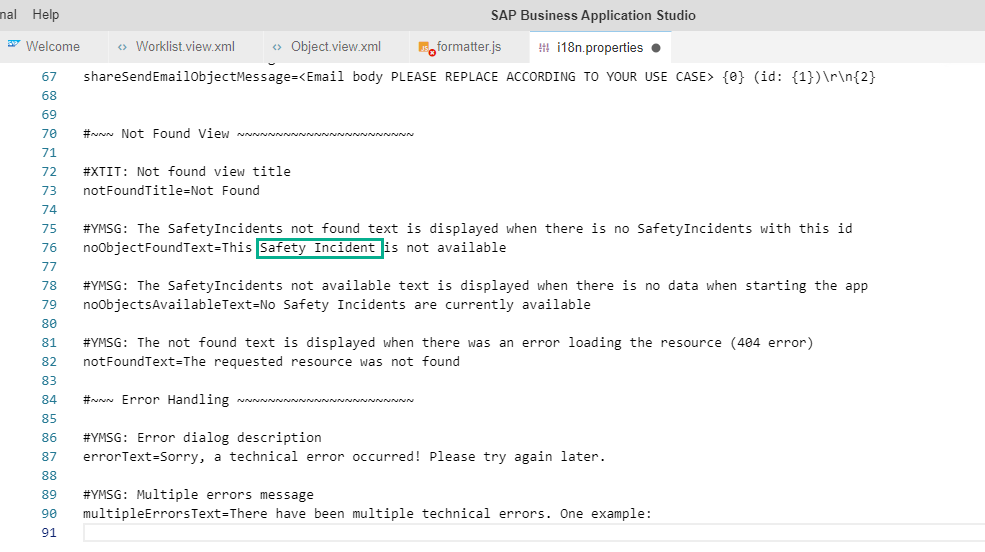 nal Help SAP Business Application Studio
SAP Welcome <> Worklist.view.xml <> Object.view.xml formatter.js i18n.properties ●
67 shareSendEmailObjectMessage=<Email body PLEASE REPLACE ACCORDING TO YOUR USE CASE> {0} (id: {1})\r\n{2}
68
69
70 #~~~ Not Found View ~~~~~~~~~~~~~~~~~~~~~~~
71
72 #XTIT: Not found view title
73 notFoundTitle=Not Found
74
75 #YMSG: The SafetyIncidents not found text is displayed when there is no SafetyIncidents with this id
76 noObjectFoundText=This Safety Incident is not available
77
78 #YMSG: The SafetyIncidents not available text is displayed when there is no data when starting the app
79 noObjectsAvailableText=No Safety Incidents are currently available
80
81 #YMSG: The not found text is displayed when there was an error loading the resource (404 error)
82 notFoundText=The requested resource was not found
83
84 #~~~ Error Handling ~~~~~~~~~~~~~~~~~~~~~~~
85
86 #YMSG: Error dialog description
87 errorText=Sorry, a technical error occurred! Please try again later.
88
89 #YMSG: Multiple errors message
90 multipleErrorsText=There have been multiple technical errors. One example:
91